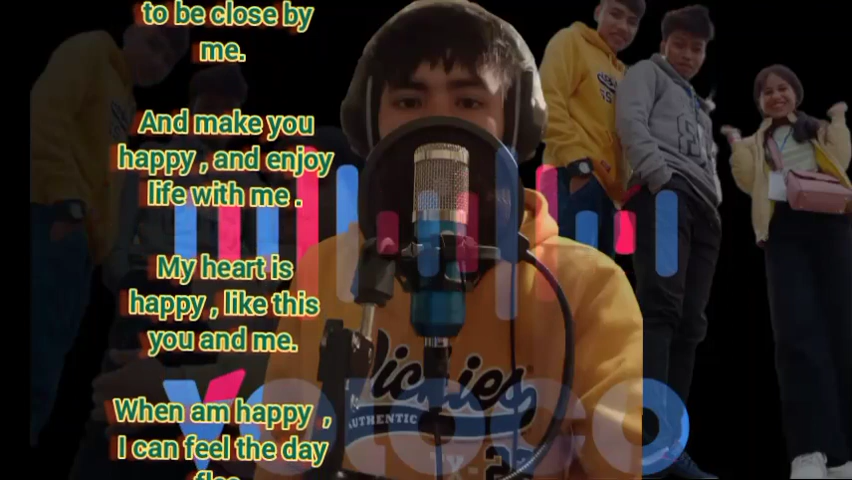 to be close by
me.
And make you
happy , and enjoy
life with me .
My heart is
happy , like this
you and me.
When am happy  ,
I can feel the day
Dickies
AUTHENTIC